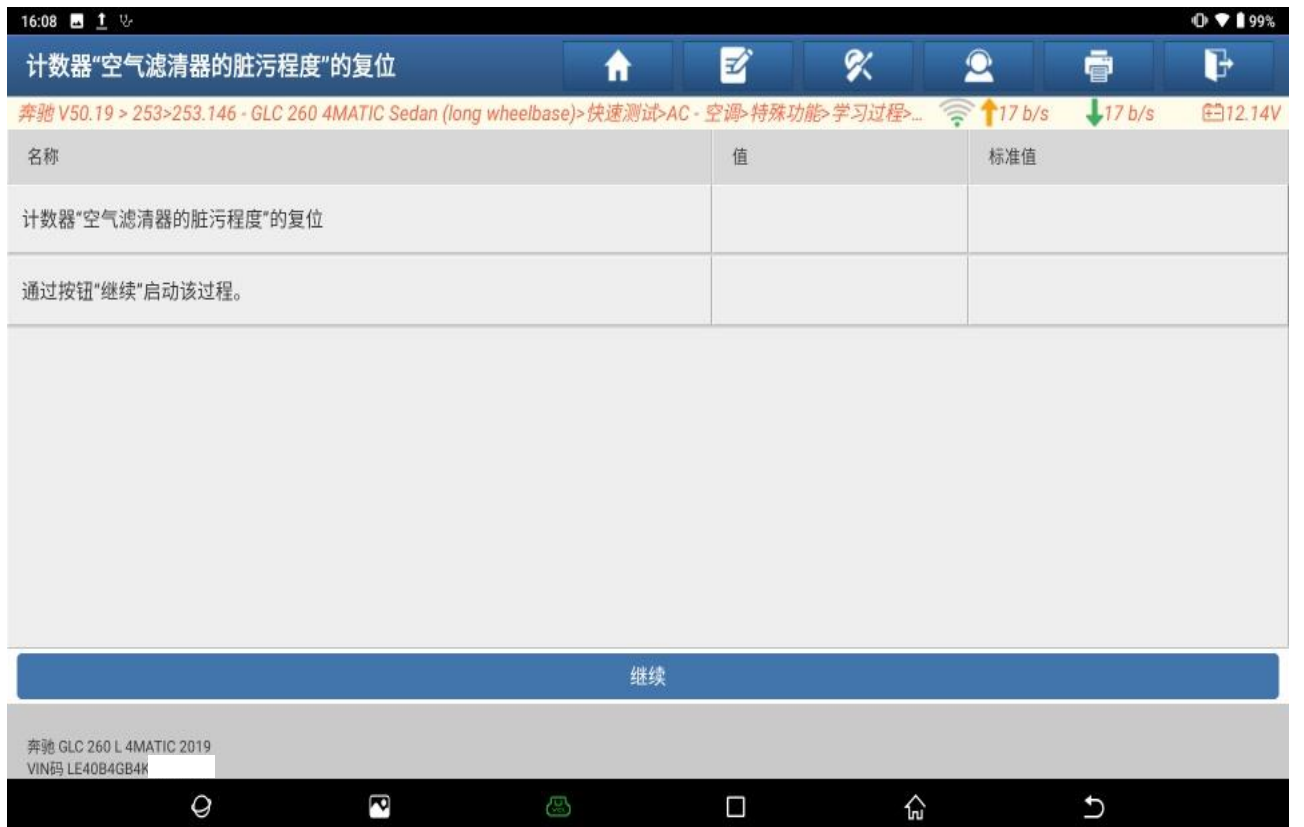 16:08
99%
计数器“空气滤清器的脏污程度”的复位
奔驰 V50.19 > 253>253.146 - GLC 260 4MATIC Sedan (long wheelbase)>快速测试>AC - 空调>特殊功能>学习过程>...
17 b/s
17 b/s
12.14V
名称
值
标准值
计数器“空气滤清器的脏污程度”的复位
通过按钮“继续”启动该过程。
继续
奔驰 GLC 260 L 4MATIC 2019
VIN码 LE40B4GB4K
VCI